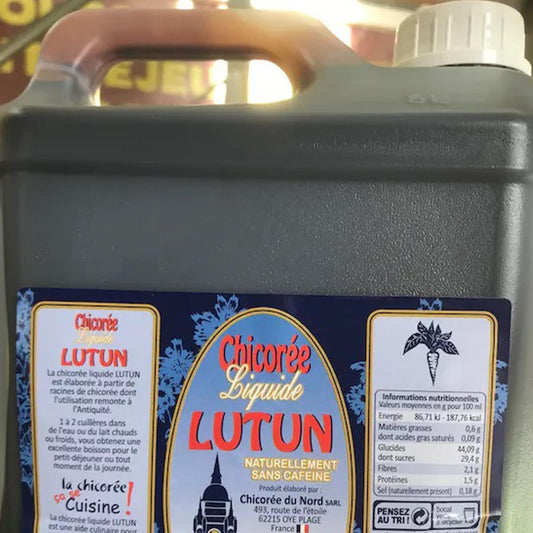 5L
Chicorée
Liquide
LUTUN
La chicorée liquide LUTUN
est élaborée à partir de
racines de chicorée dont
l'utilisation remonte à
l'Antiquité.
1 à 2 cuillères dans
de l'eau ou du lait chauds
ou froids, vous obtenez une
excellente boisson pour le
petit-déjeuner ou tout
moment de la journée.
la chicorée
ça se Cuisine !
La chicorée liquide LUTUN
est une aide culinaire pour
Chicorée
Liquide
LUTUN
NATURELLEMENT
SANS CAFEINE
Produit élaboré par :
Chicorée du Nord SARL
493, route de l'étoile
62215 OYE PLAGE
France
Informations nutritionnelles
Valeurs moyennes en g pour 100 ml
Energie 86,71 kJ - 187,76 kcal
Matières grasses 0,6 g
dont acides gras saturés 0,09 g
Glucides 44,09 g
dont sucres 29,4 g
Fibres 2,1 g
Protéines 1,5 g
Sel (naturellement présent) 0,18 g
PENSEZ
AU TRI !
bocal
verre
à recycler